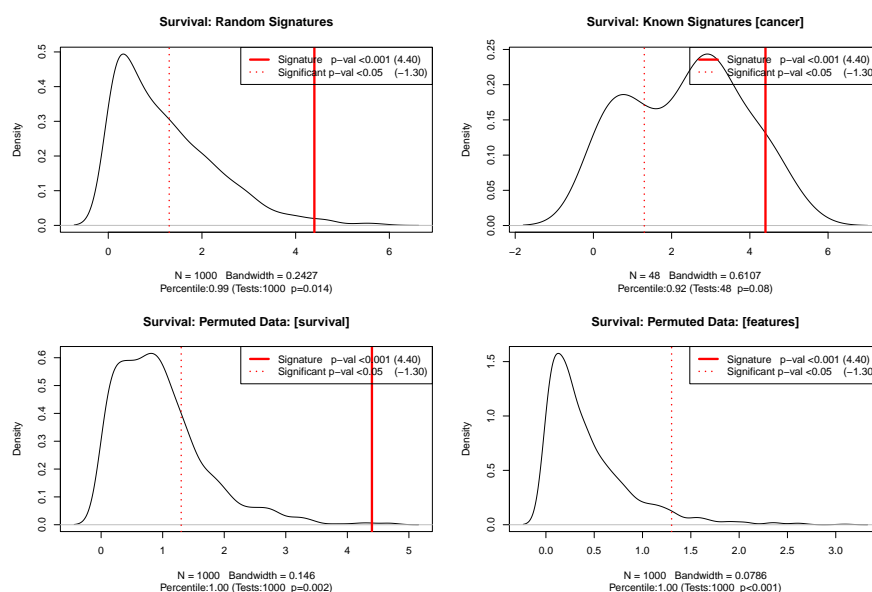 Survival: Random Signatures
Signature   p−val <0.001 (4.40)
Significant p−val <0.05     (−1.30)
Density
0.0 0.1 0.2 0.3 0.4 0.5
0 2 4 6
N = 1000   Bandwidth = 0.2427
Percentile:0.99 (Tests:1000  p=0.014)
Survival: Known Signatures [cancer]
Signature   p−val <0.001 (4.40)
Significant p−val <0.05     (−1.30)
Density
0.00 0.05 0.10 0.15 0.20 0.25
−2 0 2 4 6
N = 48   Bandwidth = 0.6107
Percentile:0.92 (Tests:48  p=0.08)
Survival: Permuted Data: [survival]
Signature   p−val <0.001 (4.40)
Significant p−val <0.05     (−1.30)
Density
0.0 0.1 0.2 0.3 0.4 0.5 0.6
0 1 2 3 4 5
N = 1000   Bandwidth = 0.146
Percentile:1.00 (Tests:1000  p=0.002)
Survival: Permuted Data: [features]
Signature   p−val <0.001 (4.40)
Significant p−val <0.05     (−1.30)
Density
0.0 0.5 1.0 1.5
0.0 0.5 1.0 1.5 2.0 2.5 3.0
N = 1000   Bandwidth = 0.0786
Percentile:1.00 (Tests:1000  p<0.001)